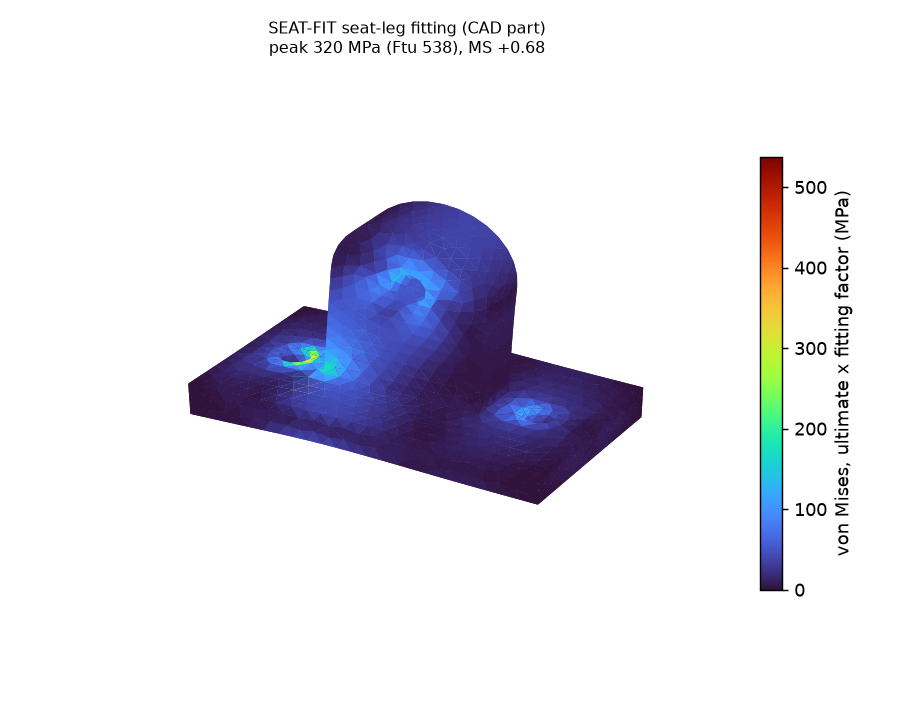 SEAT-FIT seat-leg fitting (CAD part)
peak 320 MPa (Ftu 538), MS +0.68
500
400
300
200
100
0
von Mises, ultimate x fitting factor (MPa)